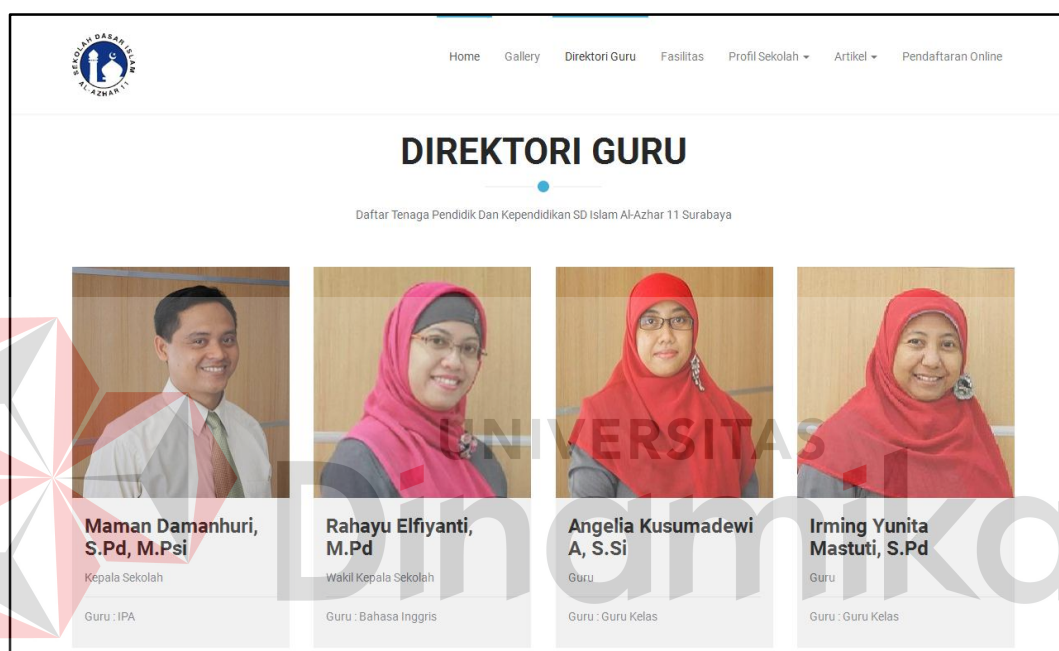 SEKOLAH DASAR ISLAM
AL-AZHAR 11
Home Gallery Direktori Guru Fasilitas Profil Sekolah Artikel Pendaftaran Online
DIREKTORI GURU
Daftar Tenaga Pendidik Dan Kependidikan SD Islam Al-Azhar 11 Surabaya
UNIVERSITAS
Dinamika
Maman Damanhuri,
S.Pd, M.Psi
Kepala Sekolah
Guru : IPA
Rahayu Elfiyanti,
M.Pd
Wakil Kepala Sekolah
Guru : Bahasa Inggris
Angelia Kusumadewi
A, S.Si
Guru
Guru : Guru Kelas
Irming Yunita
Mastuti, S.Pd
Guru
Guru : Guru Kelas